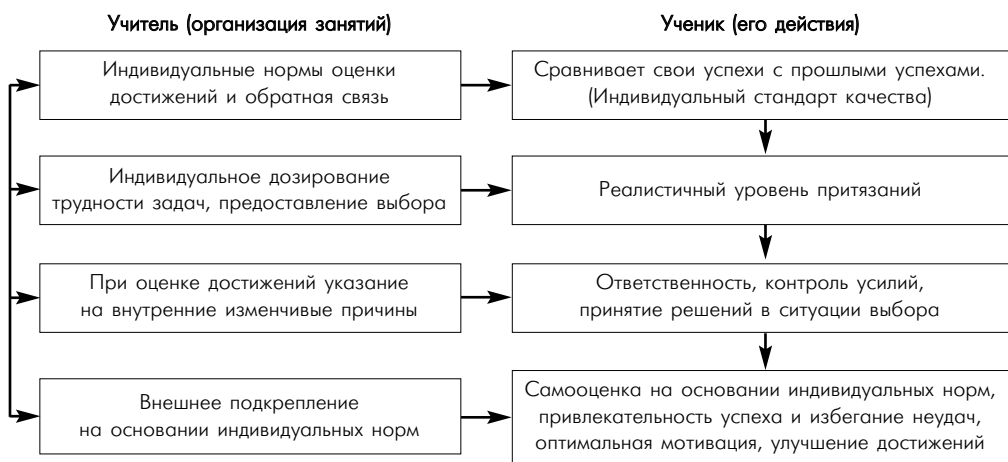 Учитель (организация занятий)
Ученик (его действия)
Индивидуальные нормы оценки
достижений и обратная связь
Сравнивает свои успехи с прошлыми успехами.
(Индивидуальный стандарт качества)
Индивидуальное дозирование
трудности задач, предоставление выбора
Реалистичный уровень притязаний
При оценке достижений указание
на внутренние изменчивые причины
Ответственность, контроль усилий,
принятие решений в ситуации выбора
Внешнее подкрепление
на основании индивидуальных норм
Самооценка на основании индивидуальных норм,
привлекательность успеха и избегание неудач,
оптимальная мотивация, улучшение достижений